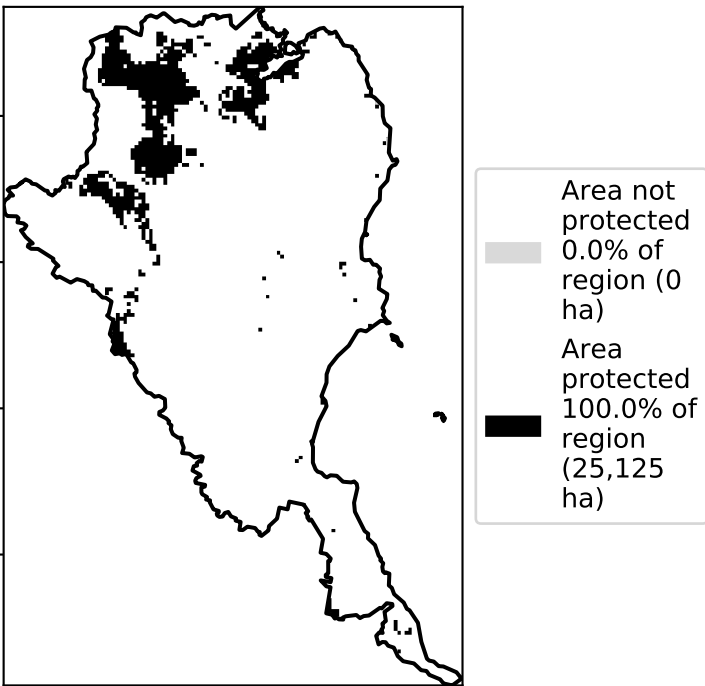 Area not
protected
0.0% of
region (0
ha)
Area
protected
100.0% of
region
(25,125
ha)